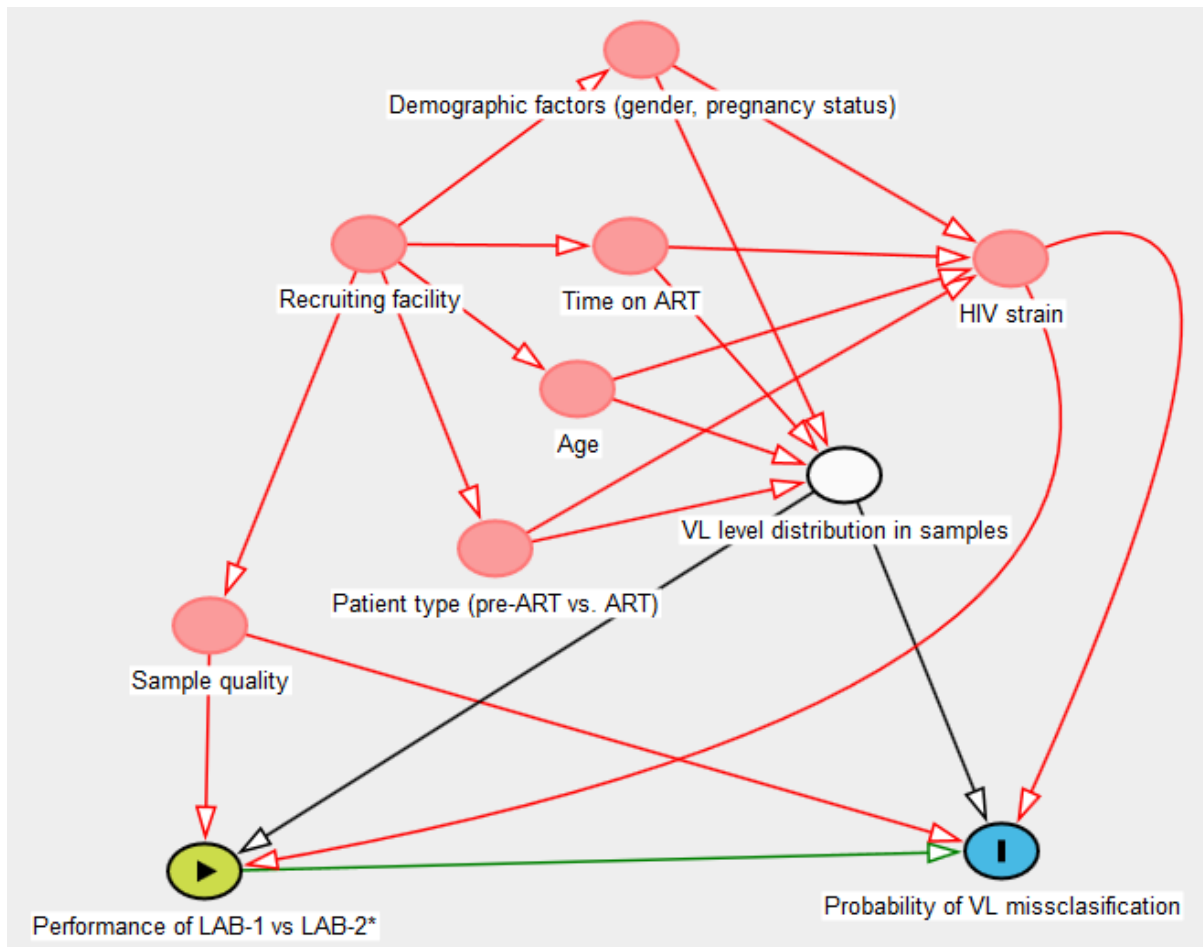 Demographic factors (gender, pregnancy status)
Recruiting facility
Time on ART
HIV strain
Age
VL level distribution in samples
Patient type (pre-ART vs. ART)
Sample quality
Probability of VL missclasification
Performance of LAB-1 vs LAB-2*